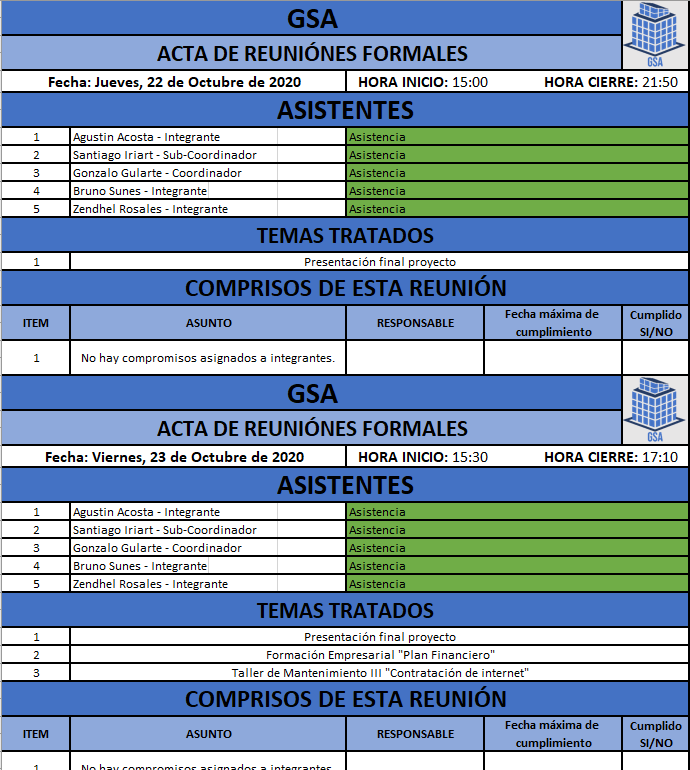 GSA
GSA
ACTA DE REUNIÓNES FORMALES
Fecha: Jueves, 22 de Octubre de 2020 HORA INICIO: 15:00 HORA CIERRE: 21:50
ASISTENTES
1 Agustin Acosta - Integrante Asistencia
2 Santiago Iriart - Sub-Coordinador Asistencia
3 Gonzalo Gularte - Coordinador Asistencia
4 Bruno Sunes - Integrante Asistencia
5 Zendhel Rosales - Integrante Asistencia
TEMAS TRATADOS
1 Presentación final proyecto
COMPRISOS DE ESTA REUNIÓN
ITEM ASUNTO RESPONSABLE Fecha máxima de cumplimiento Cumplido SI/NO
1 No hay compromisos asignados a integrantes.
GSA
GSA
ACTA DE REUNIÓNES FORMALES
Fecha: Viernes, 23 de Octubre de 2020 HORA INICIO: 15:30 HORA CIERRE: 17:10
ASISTENTES
1 Agustin Acosta - Integrante Asistencia
2 Santiago Iriart - Sub-Coordinador Asistencia
3 Gonzalo Gularte - Coordinador Asistencia
4 Bruno Sunes - Integrante Asistencia
5 Zendhel Rosales - Integrante Asistencia
TEMAS TRATADOS
1 Presentación final proyecto
2 Formación Empresarial "Plan Financiero"
3 Taller de Mantenimiento III "Contratación de internet"
COMPRISOS DE ESTA REUNIÓN
ITEM ASUNTO RESPONSABLE Fecha máxima de cumplimiento Cumplido SI/NO
1 No hay compromisos asignados a integrantes.